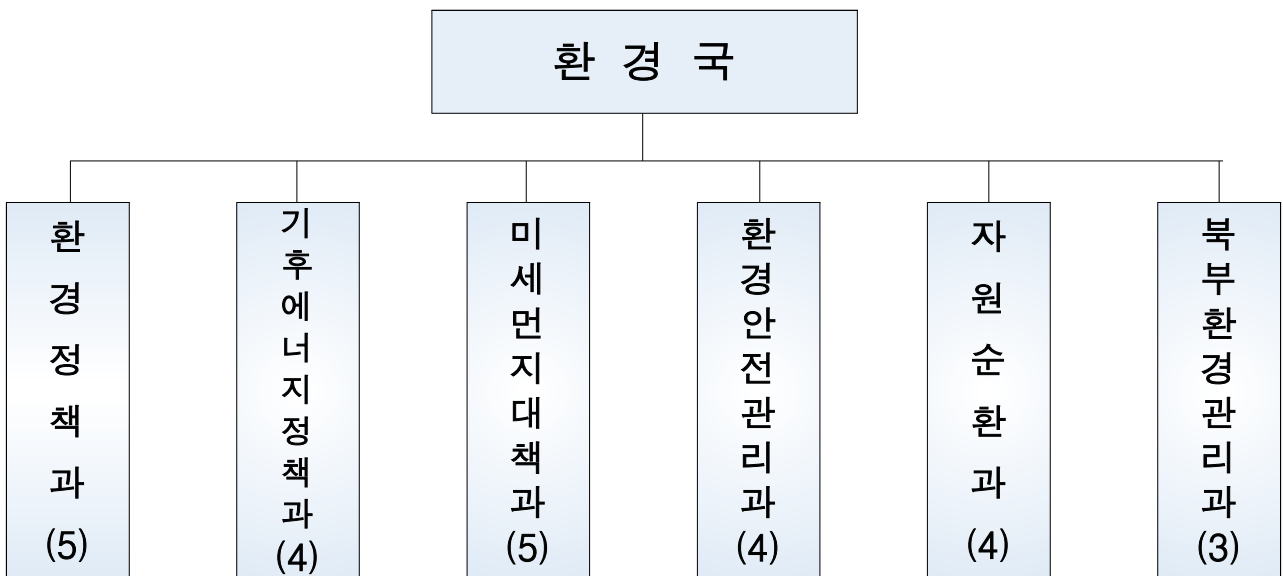 환 경 국
환경정책과
(5)
기후에너지정책과
(4)
미세먼지대책과
(5)
환경안전관리과
(4)
자원순환과
(4)
북부환경관리과
(3)